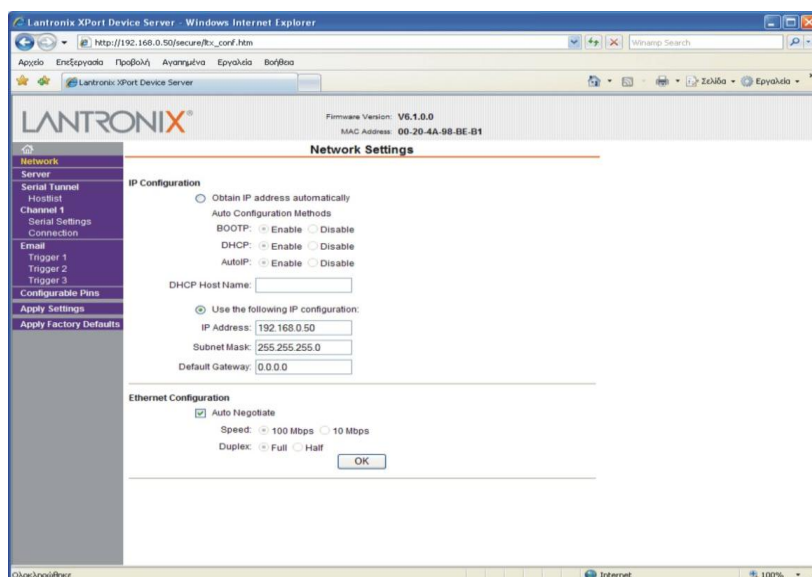 Lantronix XPort Device Server - Windows Internet Explorer
http://192.168.0.50/secure/ltx_conf.htm
Winamp Search
Αρχείο Επεξεργασία Προβολή Αγαπημένα Εργαλεία Βοήθεια
Lantronix XPort Device Server
Σελίδα
Εργαλεία
LANTRONIX®
Firmware Version: V6.1.0.0
MAC Address: 00-20-4A-98-BE-B1
Network
Server
Serial Tunnel
Hostlist
Channel 1
Serial Settings
Connection
Email
Trigger 1
Trigger 2
Trigger 3
Configurable Pins
Apply Settings
Apply Factory Defaults
Network Settings
IP Configuration
Obtain IP address automatically
Auto Configuration Methods
BOOTP: Enable Disable
DHCP: Enable Disable
AutoIP: Enable Disable
DHCP Host Name:
Use the following IP configuration:
IP Address: 192.168.0.50
Subnet Mask: 255.255.255.0
Default Gateway: 0.0.0.0
Ethernet Configuration
Auto Negotiate
Speed: 100 Mbps 10 Mbps
Duplex: Full Half
OK
Ολοκληρώθηκε
Internet
100%